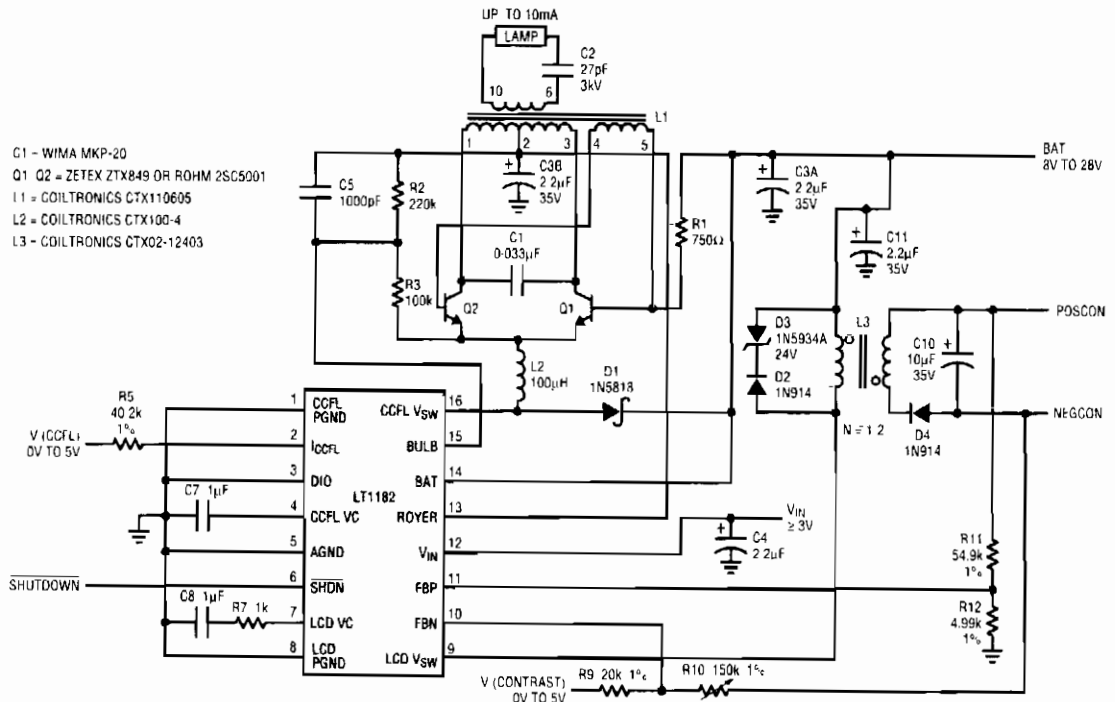 UP TO 10mA
LAMP
C2
27pF
3kV
10
6
L1
1
2
3
4
5
C1 – WIMA MKP-20
Q1 Q2 = ZETEX ZTX849 OR ROHM 2SC5001
L1 = COILTRONICS CTX110605
L2 = COILTRONICS CTX100-4
L3 – COILTRONICS CTX02-12403
C5
1000pF
R2
220k
C3B
2.2µF
35V
R1
750Ω
C3A
2.2µF
35V
BAT
8V TO 28V
C11
2.2µF
35V
C1
0.033µF
R3
100k
Q2
Q1
L2
100µH
D1
1N5818
D3
1N5934A
24V
D2
1N914
L3
N = 1:2
C10
10µF
35V
D4
1N914
POSCON
NEGCON
R5
40.2k
1%
V (CCFL)
0V TO 5V
LT1182
1
CCFL
PGND
2
ICCFL
3
DIO
4
CCFL VC
5
AGND
6
SHDN
7
LCD VC
8
LCD
PGND
16
CCFL VSW
15
BULB
14
BAT
13
ROYER
12
VIN
11
FBP
10
FBN
9
LCD VSW
C7 1µF
SHUTDOWN
C8 1µF
R7 1k
VIN
≥ 3V
C4
2.2µF
R11
54.9k
1%
R12
4.99k
1%
V (CONTRAST)
0V TO 5V
R9 20k 1%
R10 150k 1%